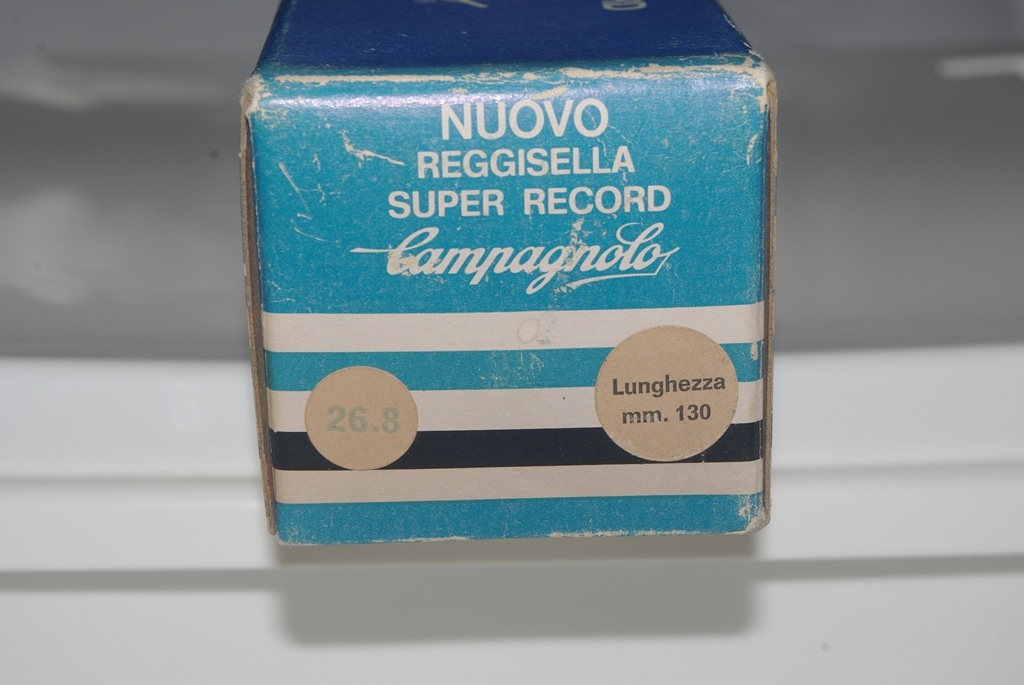 NUOVO
REGGISELLA
SUPER RECORD
Campagnolo
26.8
Lunghezza
mm. 130